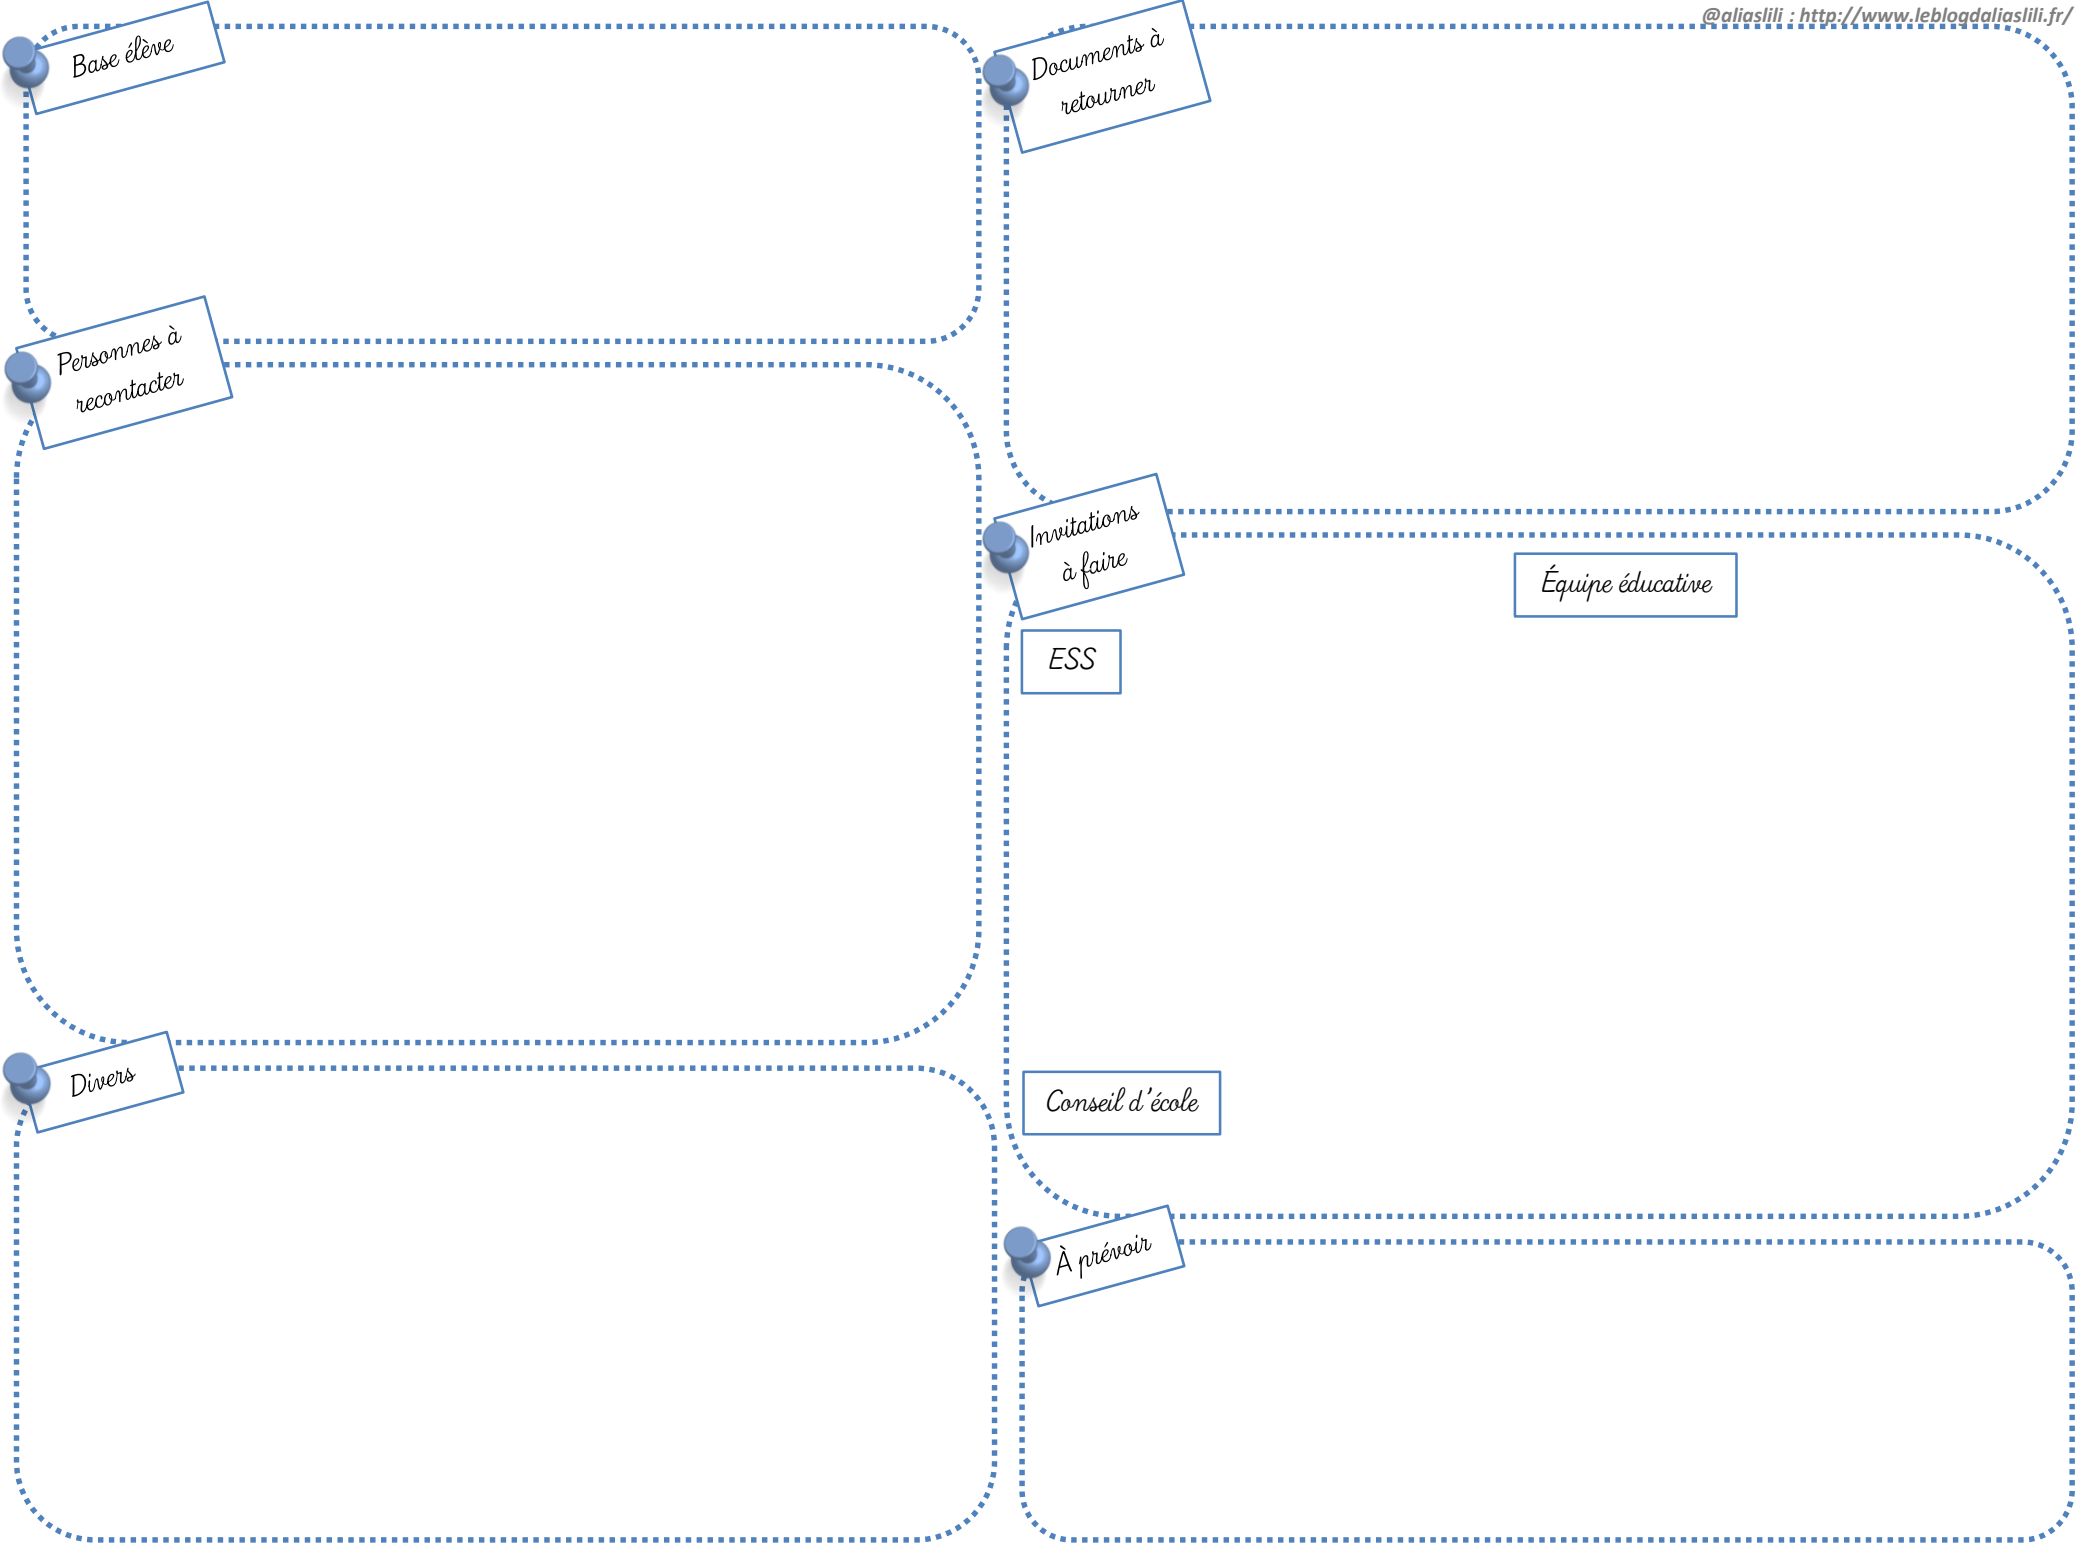 @aliaslili : http://www.leblogdaliaslili.fr/
Base élève
Personnes à
recontacter
Divers
Documents à
retourner
Invitations
à faire
Équipe éducative
ESS
Conseil d'école
À prévoir